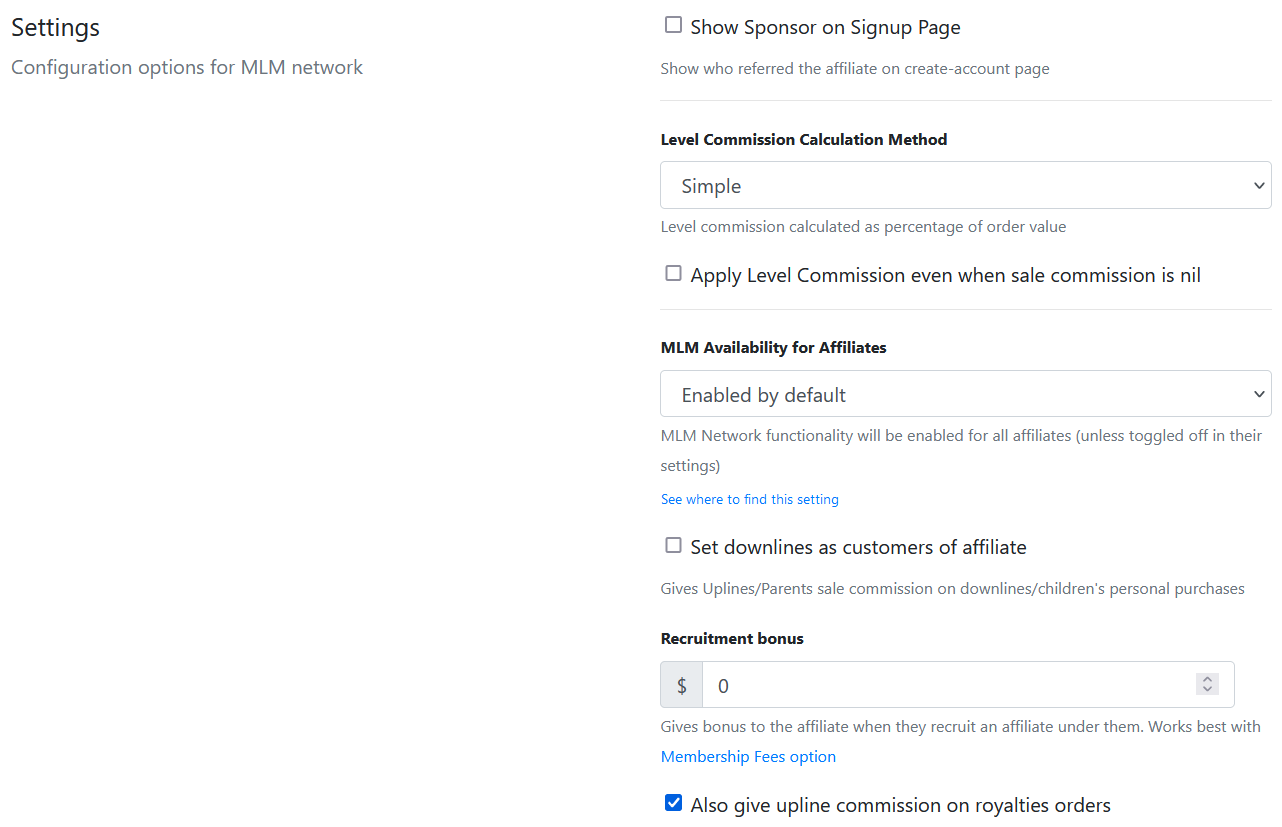 Settings
Configuration options for MLM network
Show Sponsor on Signup Page
Show who referred the affiliate on create-account page
Level Commission Calculation Method
Simple
Level commission calculated as percentage of order value
Apply Level Commission even when sale commission is nil
MLM Availability for Affiliates
Enabled by default
MLM Network functionality will be enabled for all affiliates (unless toggled off in their
settings)
See where to find this setting
Set downlines as customers of affiliate
Gives Uplines/Parents sale commission on downlines/children's personal purchases
Recruitment bonus
$ 0
Gives bonus to the affiliate when they recruit an affiliate under them. Works best with
Membership Fees option
Also give upline commission on royalties orders